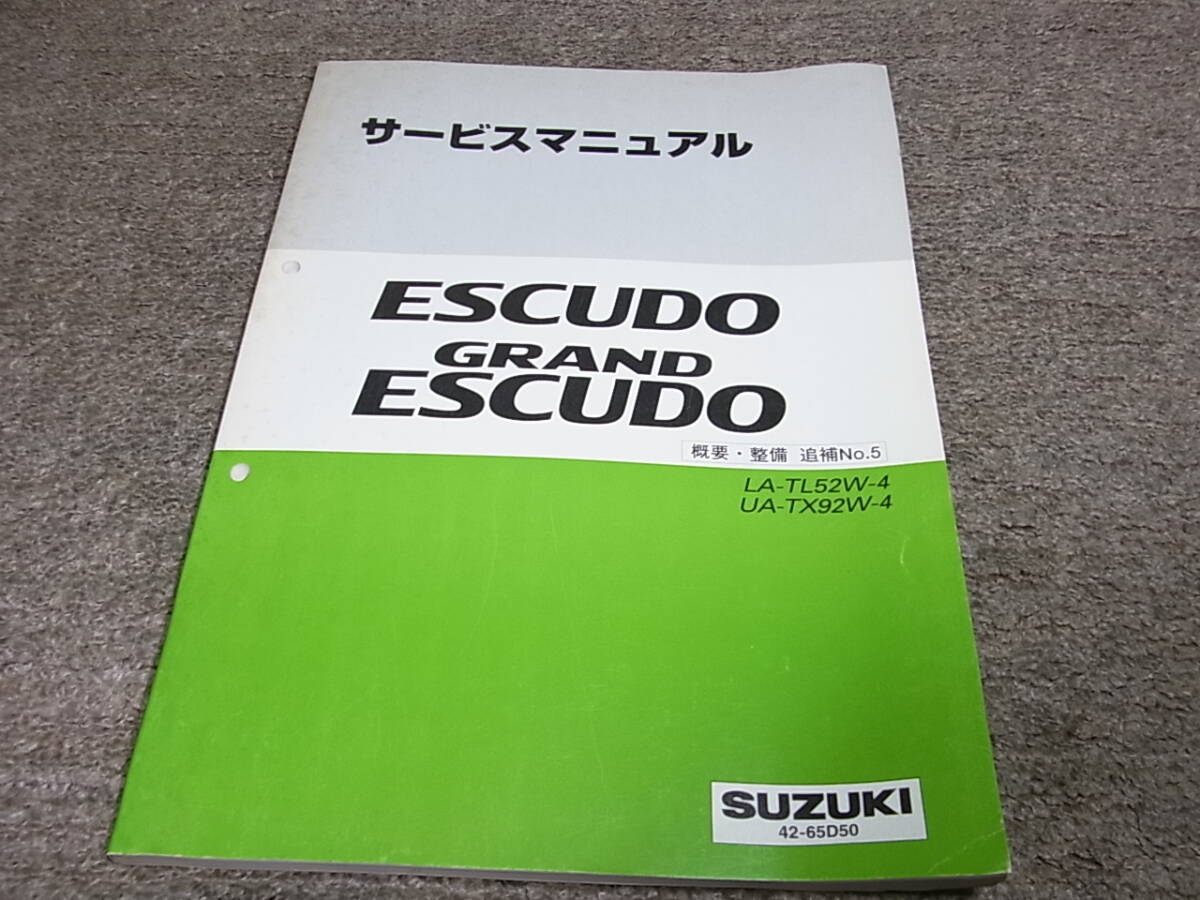 サービスマニュアル
ESCUDO
GRAND
ESCUDO
概要・整備 追補No.5
LA-TL52W-4
UA-TX92W-4
SUZUKI
42-65D50